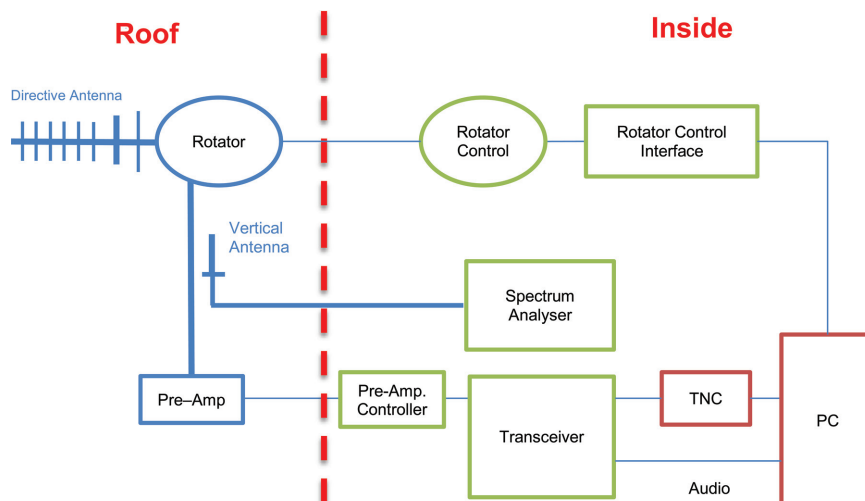 Roof
Inside
Directive Antenna
Rotator
Rotator
Control
Rotator Control
Interface
Vertical
Antenna
Spectrum
Analyser
Pre–Amp
Pre-Amp.
Controller
Transceiver
TNC
PC
Audio